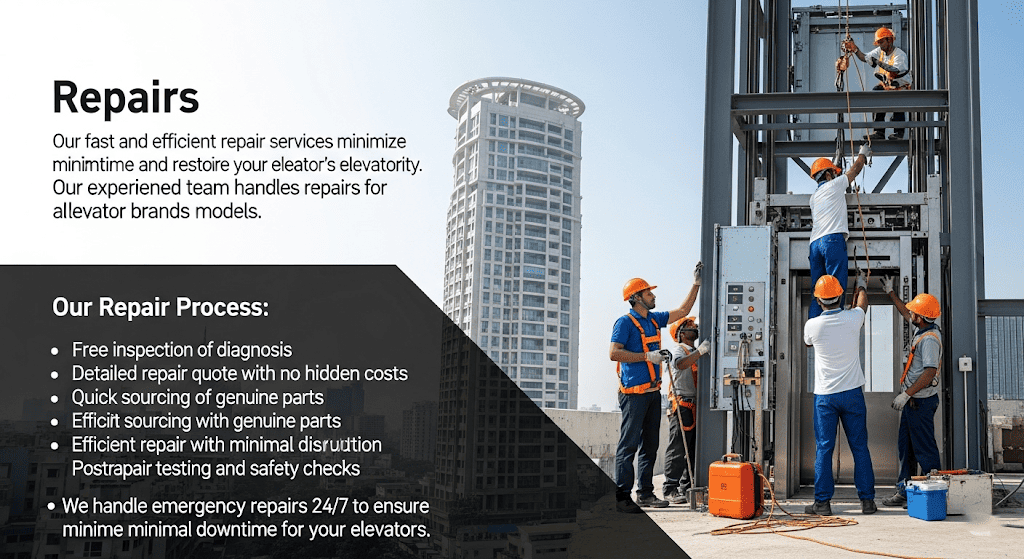 Repairs
Our fast and efficient repair services minimize
minimtime and restoire your eleator's elevatority.
Our experiened team handles repairs for
allevator brands models.
Our Repair Process:
• Free inspection of diagnosis
• Detailed repair quote with no hidden costs
• Quick sourcing of genuine parts
• Efficirt sourcing with genuine parts
• Efficient repair with minimal disruution
Postrapair testing and safety checks
• We handle emergency repairs 24/7 to ensure
minime minimal downtime for your elevators.